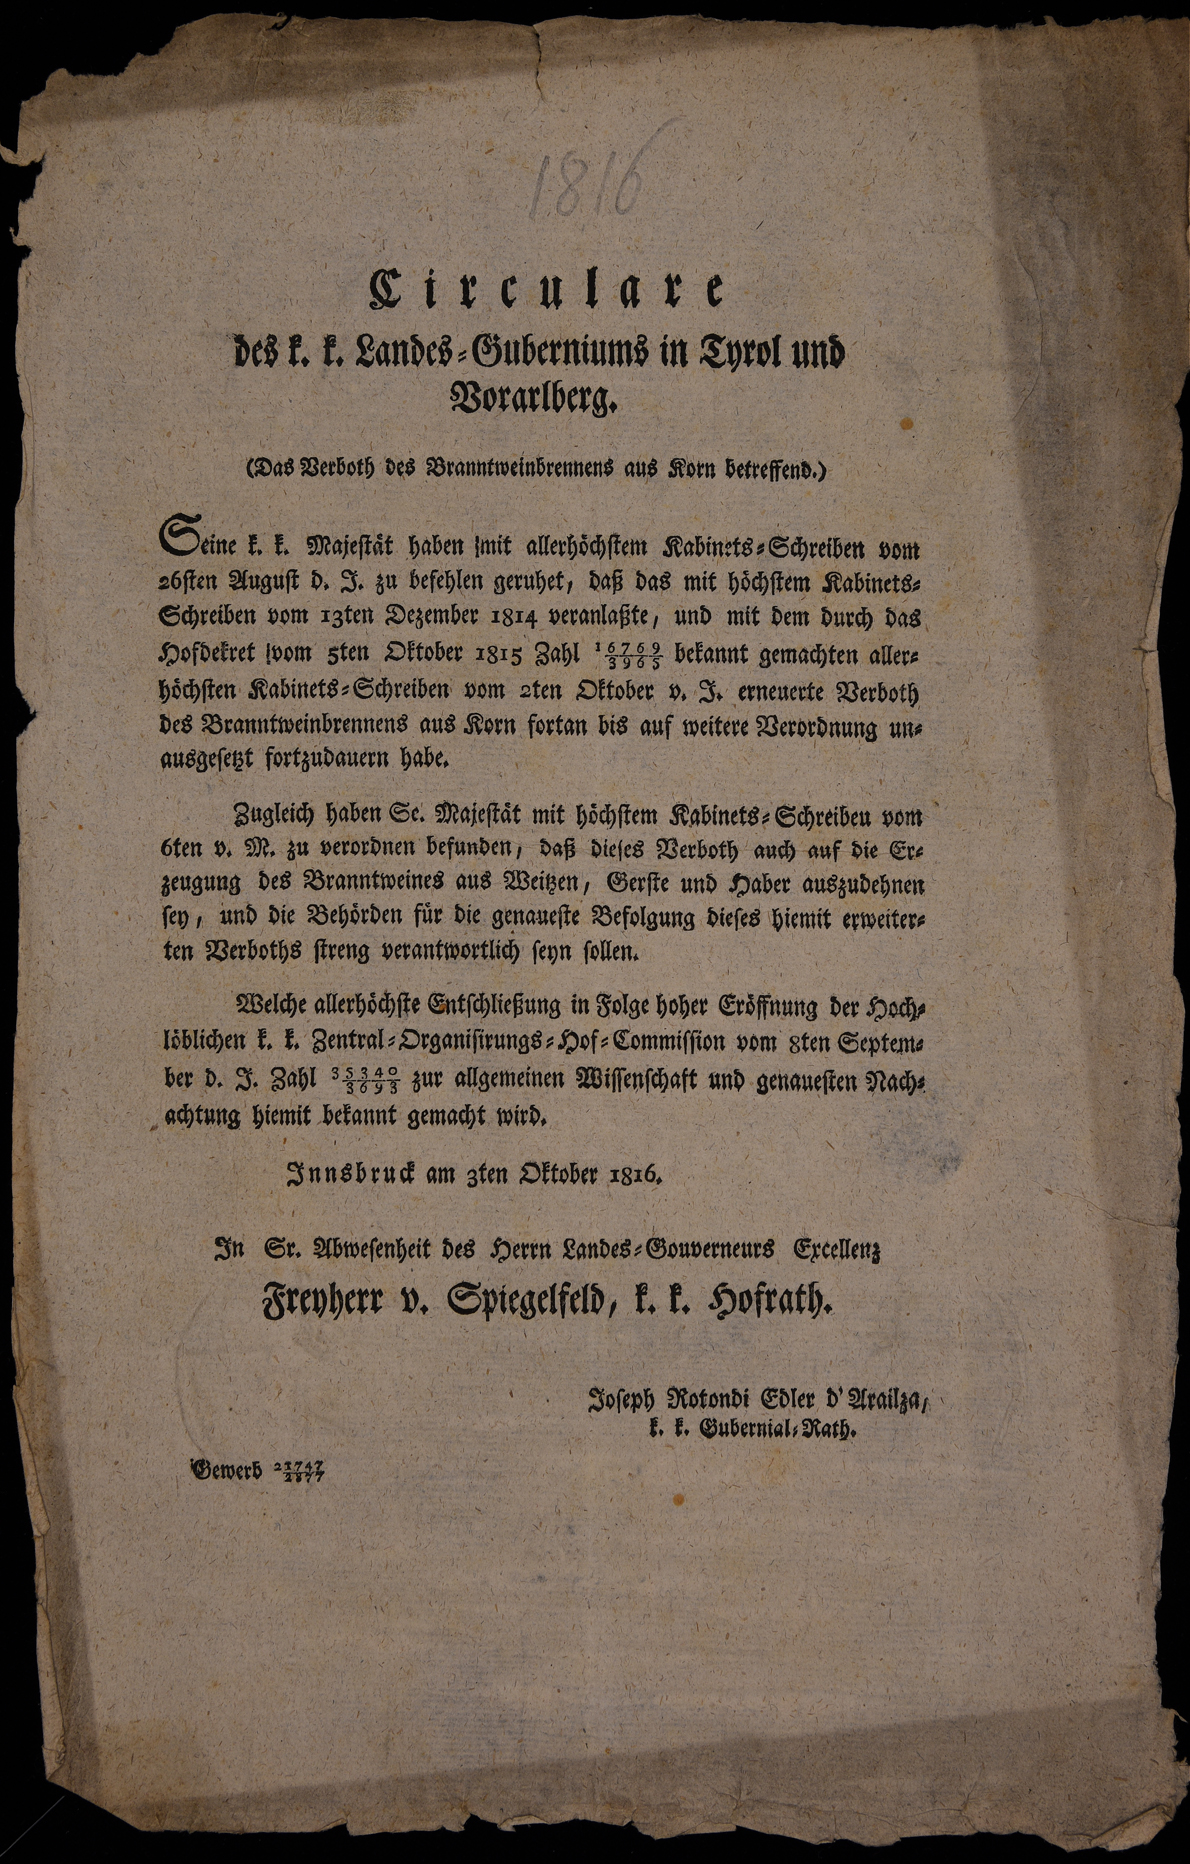 1816
Circulare
des k. k. Landes-Guberniums in Tyrol und
Vorarlberg.
(Das Verboth des Branntweinbrennens aus Korn betreffend.)
Seine k. k. Majestät haben mit allerhöchstem Kabinets-Schreiben vom
26sten August d. J. zu befehlen geruhet, daß das mit höchstem Kabinets-
Schreiben vom 13ten Dezember 1814 veranlaßte, und mit dem durch das
Hofdekret vom 5ten Oktober 1815 Zahl 16769/3965 bekannt gemachten aller-
höchsten Kabinets-Schreiben vom 2ten Oktober v. J. erneuerte Verboth
des Branntweinbrennens aus Korn fortan bis auf weitere Verordnung un-
ausgesetzt fortzudauern habe.
Zugleich haben Se. Majestät mit höchstem Kabinets-Schreiben vom
6ten v. M. zu verordnen befunden, daß dieses Verboth auch auf die Er-
zeugung des Branntweines aus Weitzen, Gerste und Haber auszudehnen
sey, und die Behörden für die genaueste Befolgung dieses hiemit erweiter-
ten Verboths streng verantwortlich seyn sollen.
Welche allerhöchste Entschließung in Folge hoher Eröffnung der Hoch-
löblichen k. k. Zentral-Organisirungs-Hof-Commission vom 8ten Septem-
ber d. J. Zahl 35340/3693 zur allgemeinen Wissenschaft und genauesten Nach-
achtung hiemit bekannt gemacht wird.
Innsbruck am 3ten Oktober 1816.
In Sr. Abwesenheit des Herrn Landes-Gouverneurs Excellenz
Freyherr v. Spiegelfeld, k. k. Hofrath.
Joseph Rotondi Edler d'Arailza,
k. k. Gubernial-Rath.
Gewerb